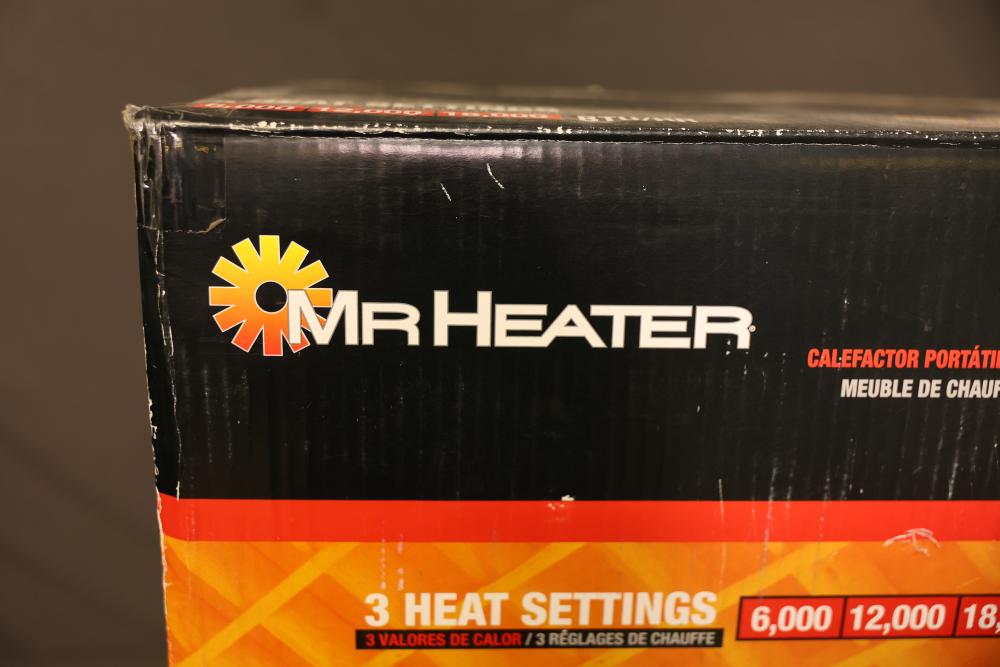 MR HEATER
CALEFACTOR PORTÁTI
MEUBLE DE CHAUF
3 HEAT SETTINGS
3 VALORES DE CALOR / 3 RÉGLAGES DE CHAUFFE
6,000 12,000 18,